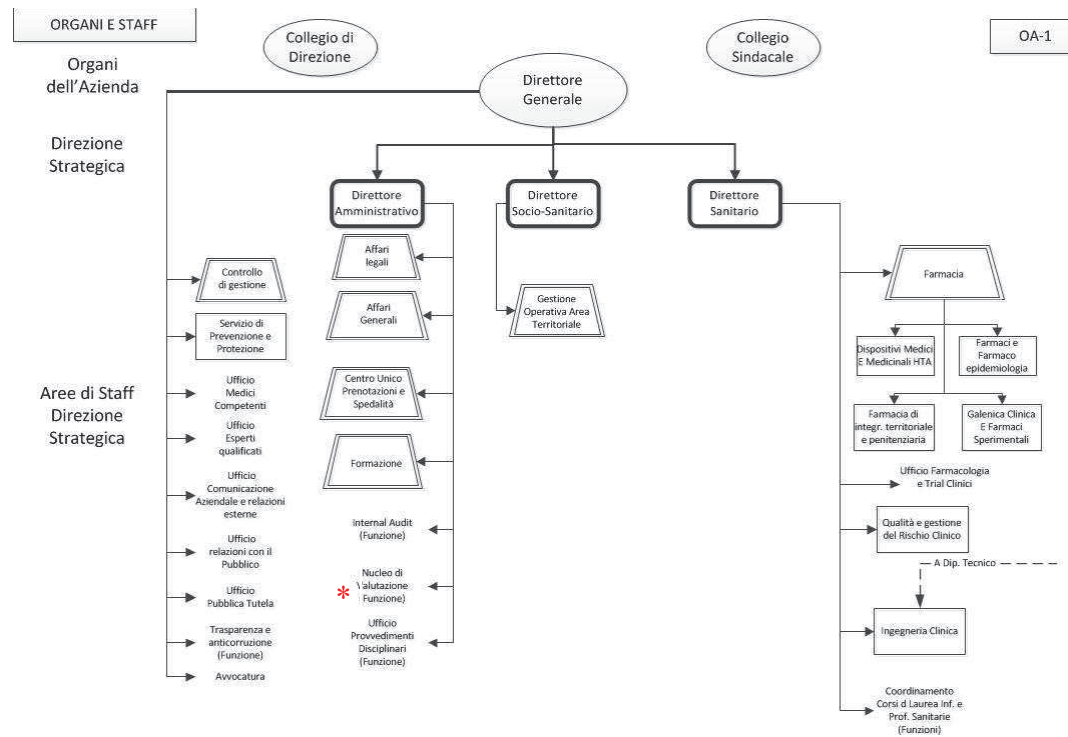 ORGANI E STAFF
Collegio di
Direzione
Collegio
Sindacale
OA-1
Organi
dell'Azienda
Direttore
Generale
Direzione
Strategica
Direttore
Amministrativo
Direttore
Socio-Sanitario
Direttore
Sanitario
Aree di Staff
Direzione
Strategica
Controllo
di gestione
Servizio di
Prevenzione e
Protezione
Ufficio
Medici
Competenti
Ufficio
Esperti
qualificati
Ufficio
Comunicazione
Aziendale e relazioni
esterne
Ufficio
relazioni con il
Pubblico
Ufficio
Pubblica Tutela
Trasparenza e
anticorruzione
(Funzione)
Avvocatura
Affari
legali
Affari
Generali
Centro Unico
Prenotazioni e
Spedalità
Formazione
Internal Audit
(Funzione)
Nucleo di
* Valutazione
(Funzione)
Ufficio
Provvedimenti
Disciplinari
(Funzione)
Gestione
Operativa Area
Territoriale
Farmacia
Dispositivi Medici
E Medicinali HTA
Farmaci e
Farmaco
epidemiologia
Farmacia di
integr. territoriale
e penitenziaria
Galenica Clinica
E Farmaci
Sperimentali
Ufficio Farmacologia
e Trial Clinici
Qualità e gestione
del Rischio Clinico
A Dip. Tecnico
Ingegneria Clinica
Coordinamento
Corsi d Laurea Inf. e
Prof. Sanitarie
(Funzioni)